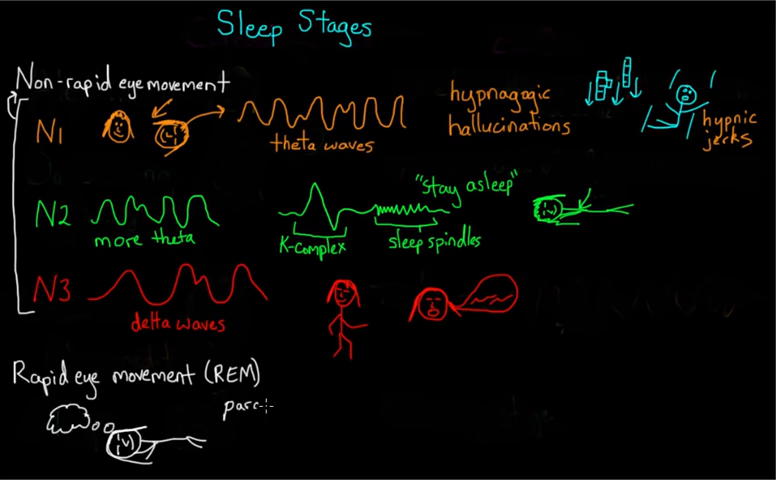 Sleep Stages
Non-rapid eye movement
N1
theta waves
hypnagogic
hallucinations
hypnic
jerks
N2
more theta
K-complex
sleep spindles
"stay asleep"
N3
delta waves
Rapid eye movement (REM)
para